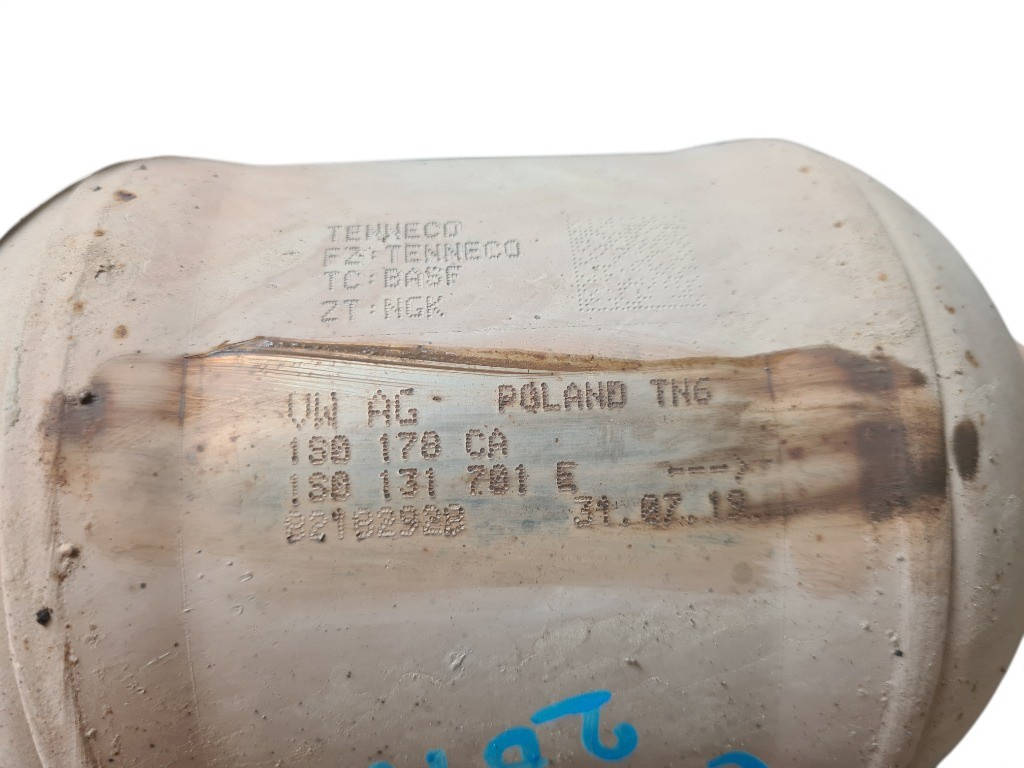 TENNECO
FZ:TENNECO
TC:BASF
ZT:NGK
VW AG POLAND TN6
1S0 178 CA
1S0 131 701 E --->
31.07.18